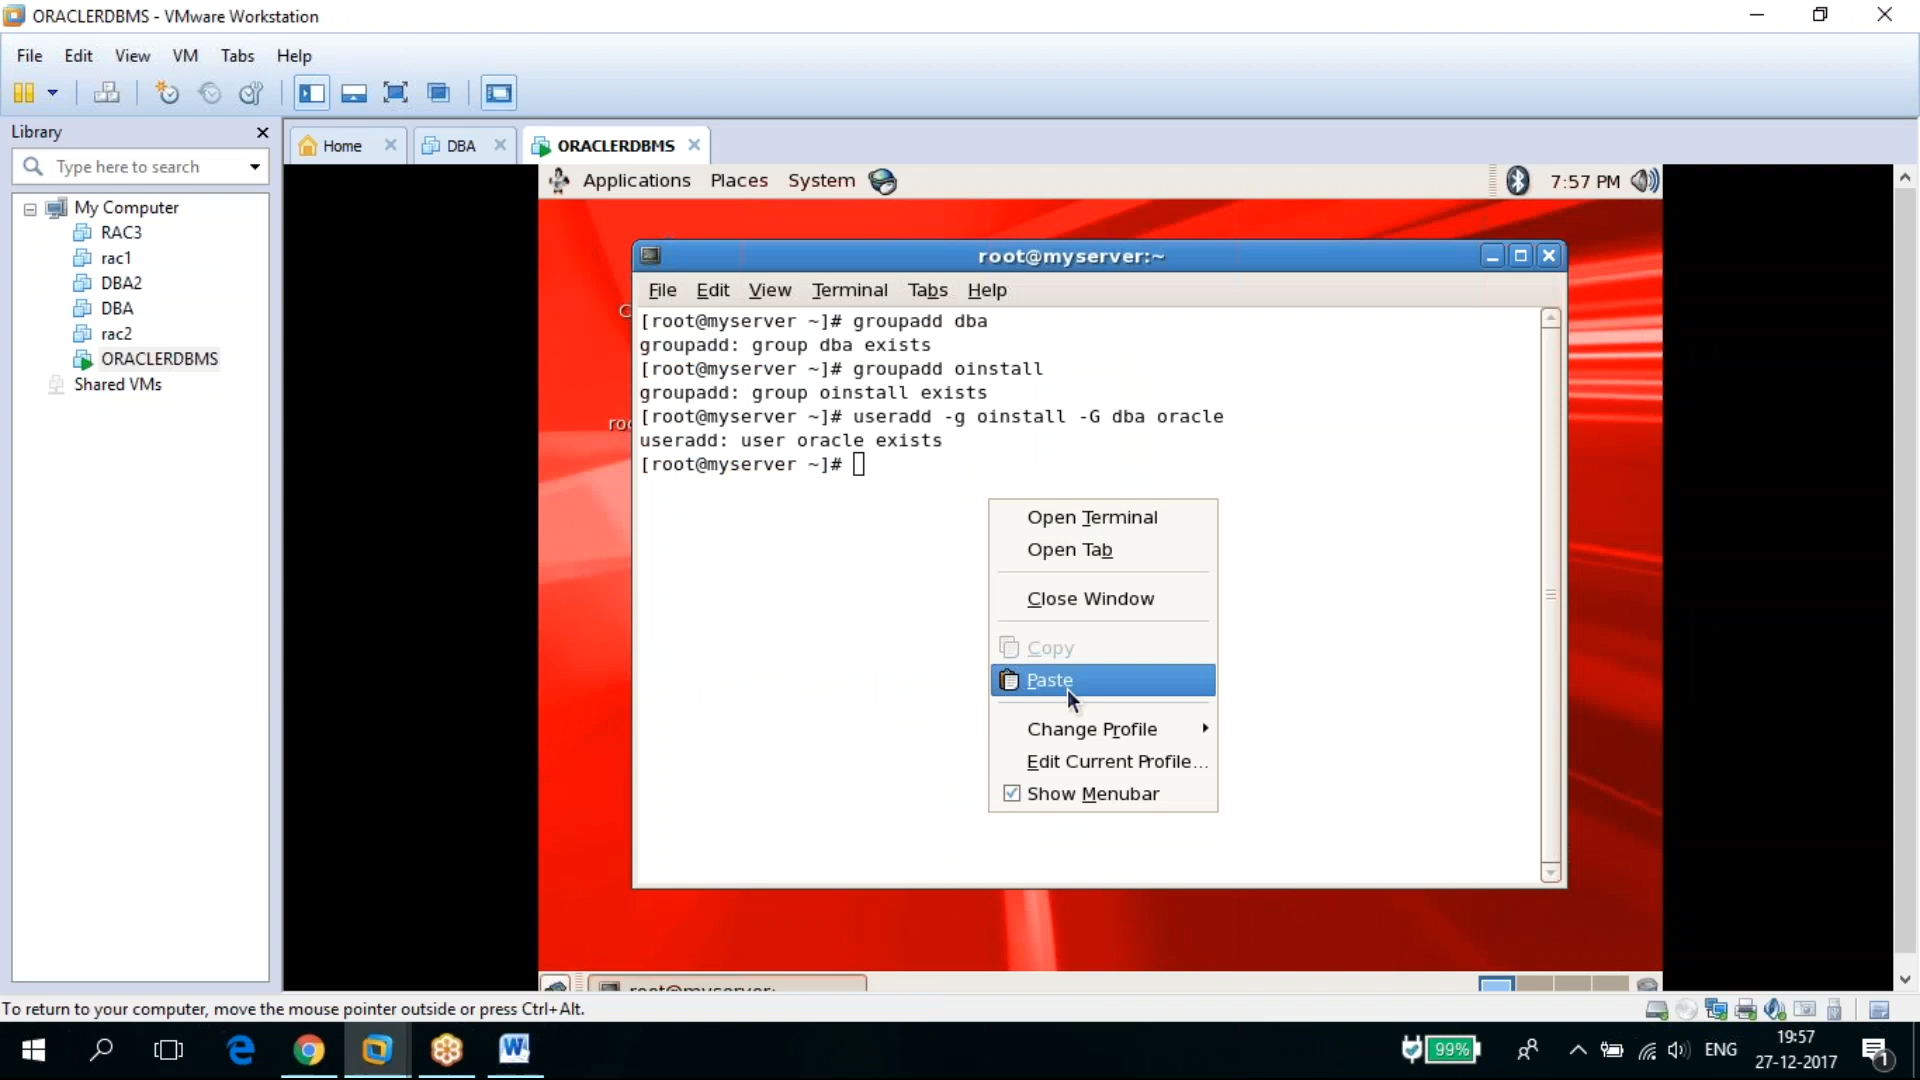 ORACLERDBMS - VMware Workstation
File Edit View VM Tabs Help
Library
Home DBA ORACLERDBMS
Type here to search
My Computer
RAC3
rac1
DBA2
DBA
rac2
ORACLERDBMS
Shared VMs
Applications Places System 7:57 PM
root@myserver:~
File Edit View Terminal Tabs Help
[root@myserver ~]# groupadd dba
groupadd: group dba exists
[root@myserver ~]# groupadd oinstall
groupadd: group oinstall exists
[root@myserver ~]# useradd -g oinstall -G dba oracle
useradd: user oracle exists
[root@myserver ~]#
Open Terminal
Open Tab
Close Window
Copy
Paste
Change Profile
Edit Current Profile...
Show Menubar
root@myserver:~
To return to your computer, move the mouse pointer outside or press Ctrl+Alt.
99% ENG 19:57
27-12-2017
1